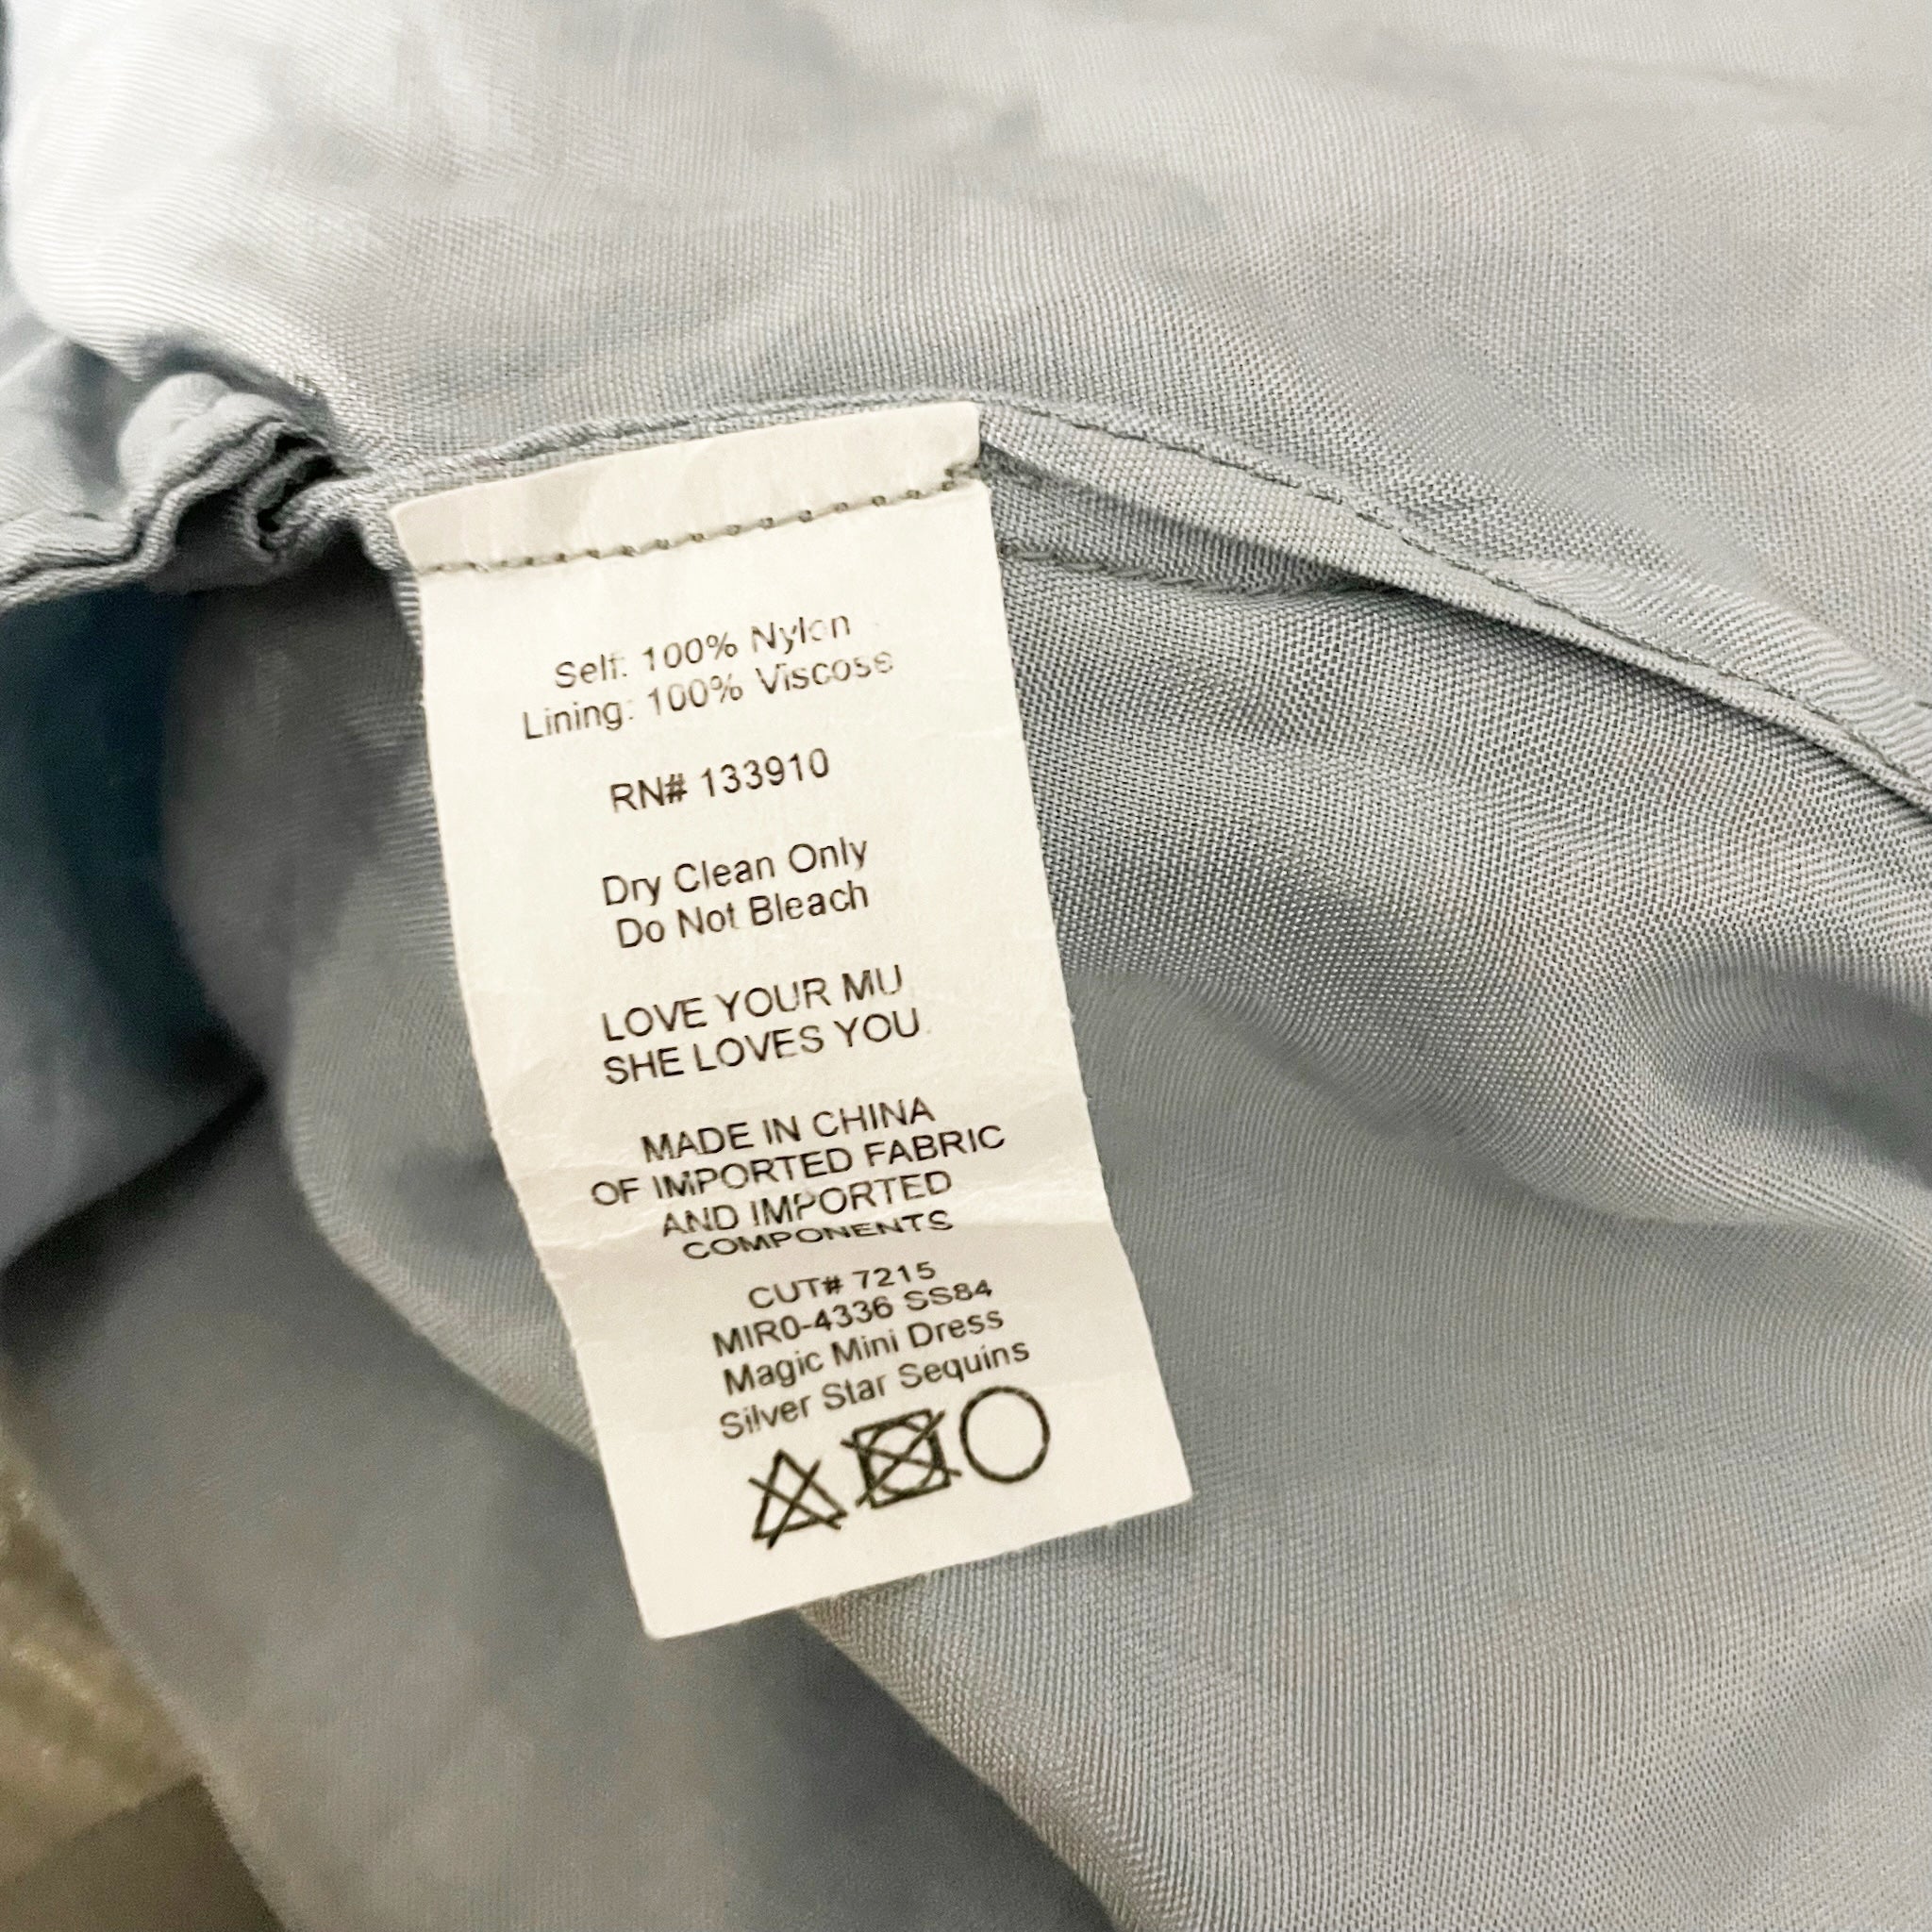 Self: 100% Nylon
Lining: 100% Viscose
RN# 133910
Dry Clean Only
Do Not Bleach
LOVE YOUR MU
SHE LOVES YOU
MADE IN CHINA
OF IMPORTED FABRIC
AND IMPORTED
COMPONENTS
CUT# 7215
MIR0-4336 SS84
Magic Mini Dress
Silver Star Sequins